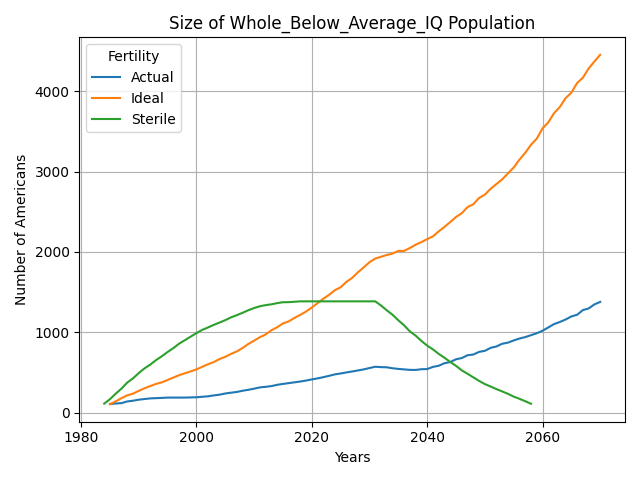 Size of Whole_Below_Average_IQ Population
Fertility
Actual
Ideal
Sterile
Number of Americans
4000
3000
2000
1000
0
1980
2000
2020
2040
2060
Years